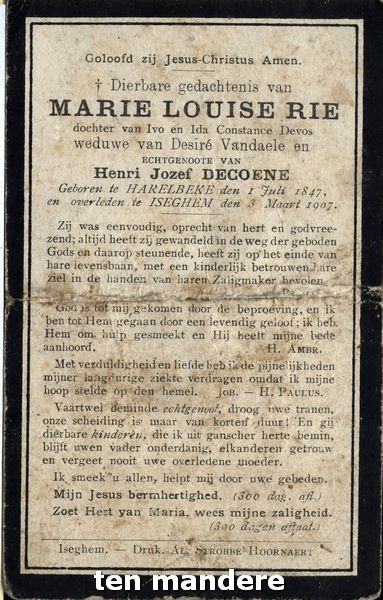 Geloofd zij Jesus-Christus Amen.
† Dierbare gedachtenis van
MARIE LOUISE RIE
dochter van Ivo en Ida Constance Devos
weduwe van Desiré Vandaele en
ECHTGENOOTE VAN
Henri Jozef DECOENE
Geboren te HARELBEKE den 1 Juli 1847,
en overleden te ISEGHEM den 3 Maart 1907.
Zij was eenvoudig, oprecht van hert en godvree-
zend; altijd heeft zij gewandeld in de weg der geboden
Gods en daarop steunende, heeft zij op het einde van
hare levensbaan, met een kinderlijk betrouwen hare
ziel in de handen van haren Zaligmaker bevolen.
God is tot mij gekomen door de beproeving, en ik
ben tot Hem gegaan door een levendig geloof; ik heb
Hem om hulp gesmeekt en Hij heeft mijne bede
aanhoord. H. AMBR.
Met verduldigheid en liefde heb ik de pijnelijkheden
mijner langdurige ziekte verdragen omdat ik mijne
hoop stelde op den hemel. JOB. — H. PAULUS.
Vaartwel beminde echtgenoot, droog uwe tranen,
onze scheiding is maar van korten duur! En gij
dierbare kinderen, die ik uit ganscher herte bemin,
blijft uwen vader onderdanig, elkanderen getrouw
en vergeet nooit uwe overledene moeder.
Ik smeek u allen, helpt mij door uwe gebeden.
Mijn Jesus bermhertigheid. (300 dag. afl.)
Zoet Hert van Maria, wees mijne zaligheid.
(300 dagen aflaat.)
Iseghem. — Druk. AL. STROBBE-HOORNAERT
ten mandere